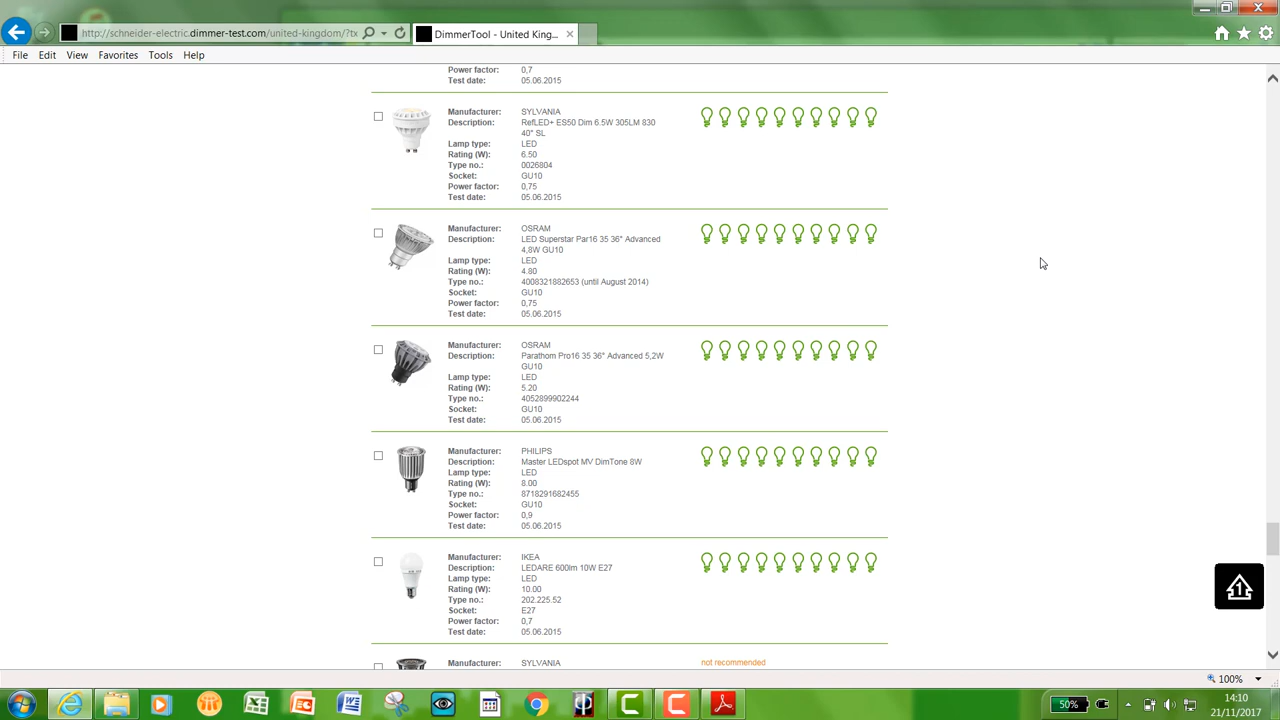 http://schneider-electric.dimmer-test.com/united-kingdom/?tx
DimmerTool - United King...
File Edit View Favorites Tools Help
Power factor: 0,7
Test date: 05.06.2015
Manufacturer: SYLVANIA
Description: RefLED+ ES50 Dim 6.5W 305LM 830
40° SL
Lamp type: LED
Rating (W): 6.50
Type no.: 0026804
Socket: GU10
Power factor: 0,75
Test date: 05.06.2015
Manufacturer: OSRAM
Description: LED Superstar Par16 35 36° Advanced
4,8W GU10
Lamp type: LED
Rating (W): 4.80
Type no.: 4008321882653 (until August 2014)
Socket: GU10
Power factor: 0,75
Test date: 05.06.2015
Manufacturer: OSRAM
Description: Parathom Pro16 35 36° Advanced 5,2W
GU10
Lamp type: LED
Rating (W): 5.20
Type no.: 4052899902244
Socket: GU10
Test date: 05.06.2015
Manufacturer: PHILIPS
Description: Master LEDspot MV DimTone 8W
Lamp type: LED
Rating (W): 8.00
Type no.: 8718291682455
Socket: GU10
Power factor: 0,9
Test date: 05.06.2015
Manufacturer: IKEA
Description: LEDARE 600lm 10W E27
Lamp type: LED
Rating (W): 10.00
Type no.: 202.225.52
Socket: E27
Power factor: 0,7
Test date: 05.06.2015
Manufacturer: SYLVANIA not recommended
1
100%
50%
14:10
21/11/2017